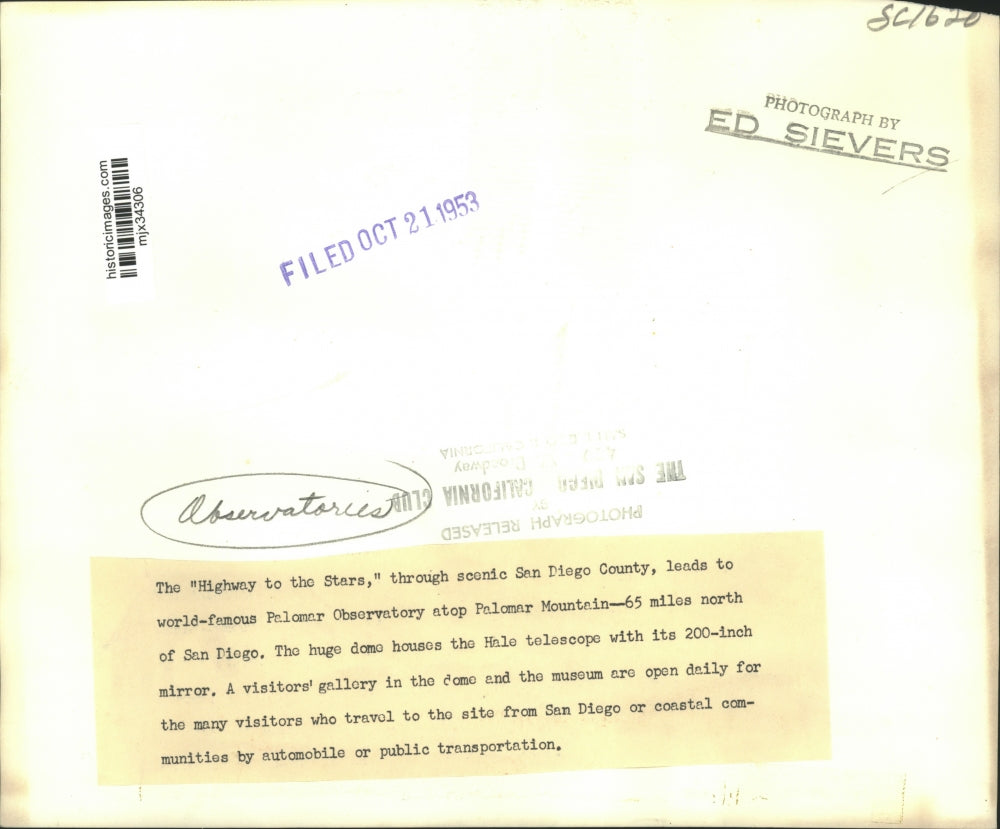 SC1620
PHOTOGRAPH BY
ED SIEVERS
historicimages.com
mjx34306
FILED OCT 21 1953
Observatories
PHOTOGRAPH RELEASED
BY
THE SAN DIEGO CALIFORNIA CLUB
Broadway
CALIFORNIA
The "Highway to the Stars," through scenic San Diego County, leads to
world-famous Palomar Observatory atop Palomar Mountain—65 miles north
of San Diego. The huge dome houses the Hale telescope with its 200-inch
mirror. A visitors' gallery in the dome and the museum are open daily for
the many visitors who travel to the site from San Diego or coastal com-
munities by automobile or public transportation.